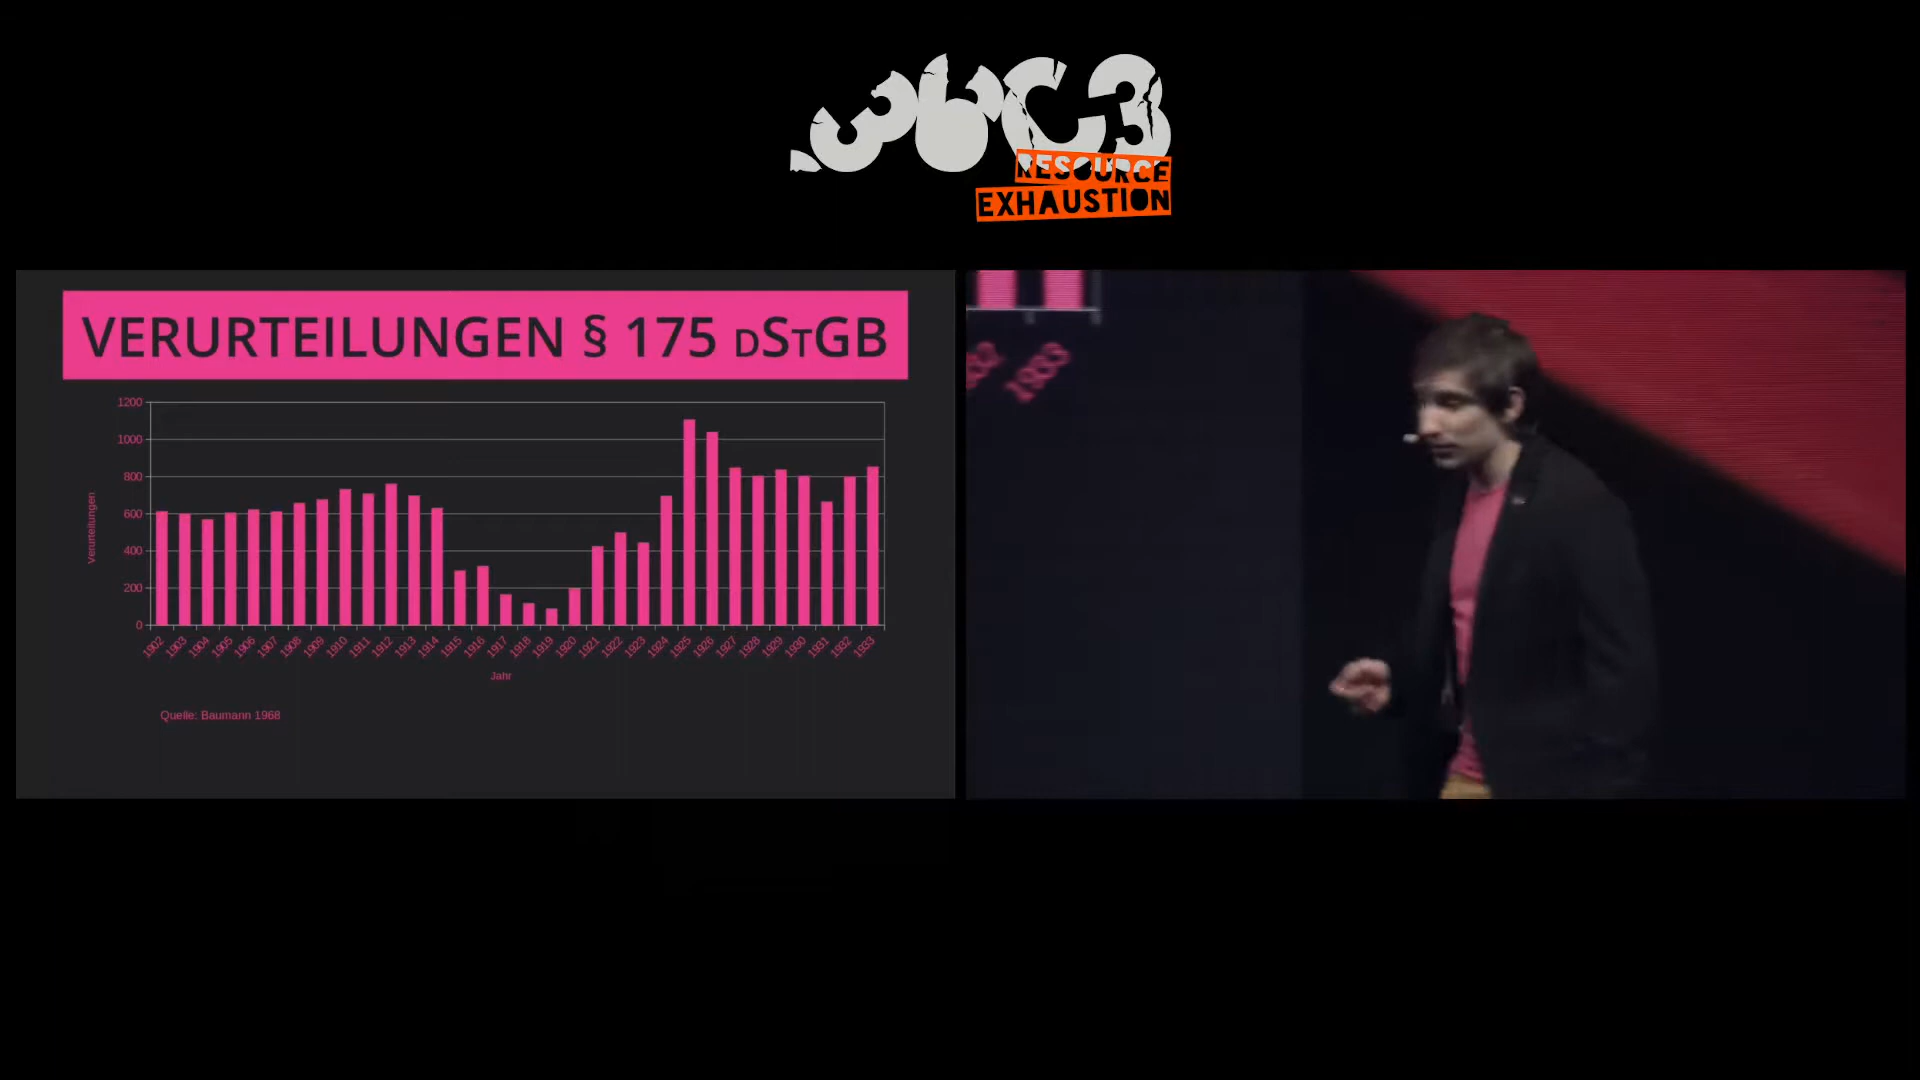 36C3
RESOURCE
EXHAUSTION
VERURTEILUNGEN § 175 DSTGB
1200
1000
800
600
400
200
0
Verurteilungen
1902 1903 1904 1905 1906 1907 1908 1909 1910 1911 1912 1913 1914 1915 1916 1917 1918 1919 1920 1921 1922 1923 1924 1925 1926 1927 1928 1929 1930 1931 1932 1933
Jahr
Quelle: Baumann 1968